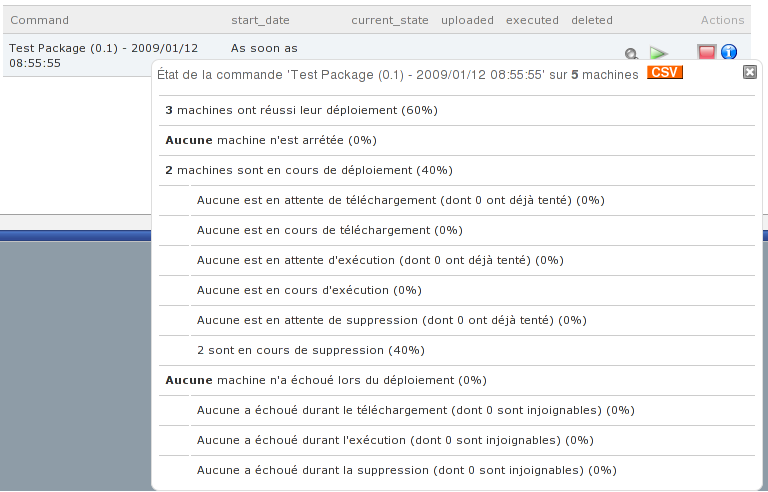 Command start_date current_state uploaded executed deleted Actions
Test Package (0.1) - 2009/01/12 As soon as
08:55:55
État de la commande 'Test Package (0.1) - 2009/01/12 08:55:55' sur 5 machines CSV
3 machines ont réussi leur déploiement (60%)
Aucune machine n'est arrétée (0%)
2 machines sont en cours de déploiement (40%)
Aucune est en attente de téléchargement (dont 0 ont déjà tenté) (0%)
Aucune est en cours de téléchargement (0%)
Aucune est en attente d'exécution (dont 0 ont déjà tenté) (0%)
Aucune est en cours d'exécution (0%)
Aucune est en attente de suppression (dont 0 ont déjà tenté) (0%)
2 sont en cours de suppression (40%)
Aucune machine n'a échoué lors du déploiement (0%)
Aucune a échoué durant le téléchargement (dont 0 sont injoignables) (0%)
Aucune a échoué durant l'exécution (dont 0 sont injoignables) (0%)
Aucune a échoué durant la suppression (dont 0 sont injoignables) (0%)